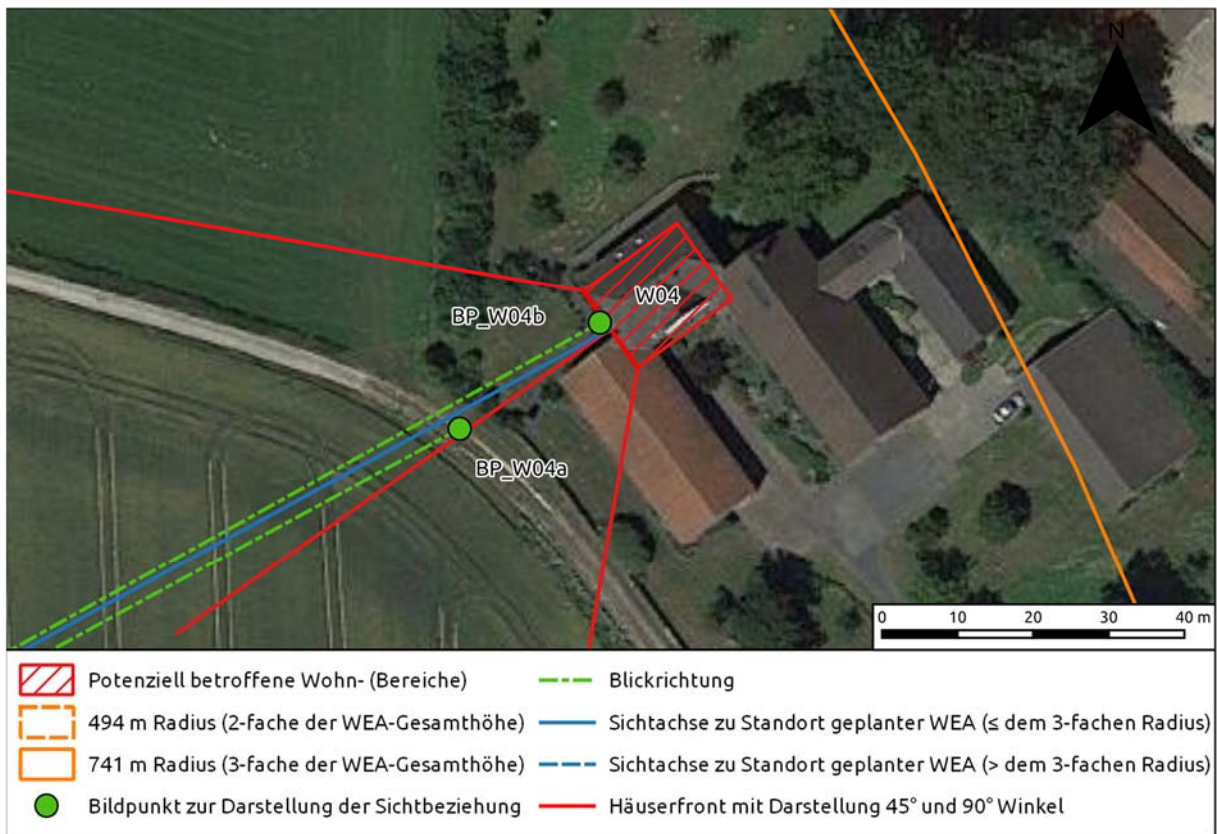 N
W04
BP_W04b
BP_W04a
0 10 20 30 40 m
Potenziell betroffene Wohn- (Bereiche)
494 m Radius (2-fache der WEA-Gesamthöhe)
741 m Radius (3-fache der WEA-Gesamthöhe)
Bildpunkt zur Darstellung der Sichtbeziehung
Blickrichtung
Sichtachse zu Standort geplanter WEA (≤ dem 3-fachen Radius)
Sichtachse zu Standort geplanter WEA (> dem 3-fachen Radius)
Häuserfront mit Darstellung 45° und 90° Winkel